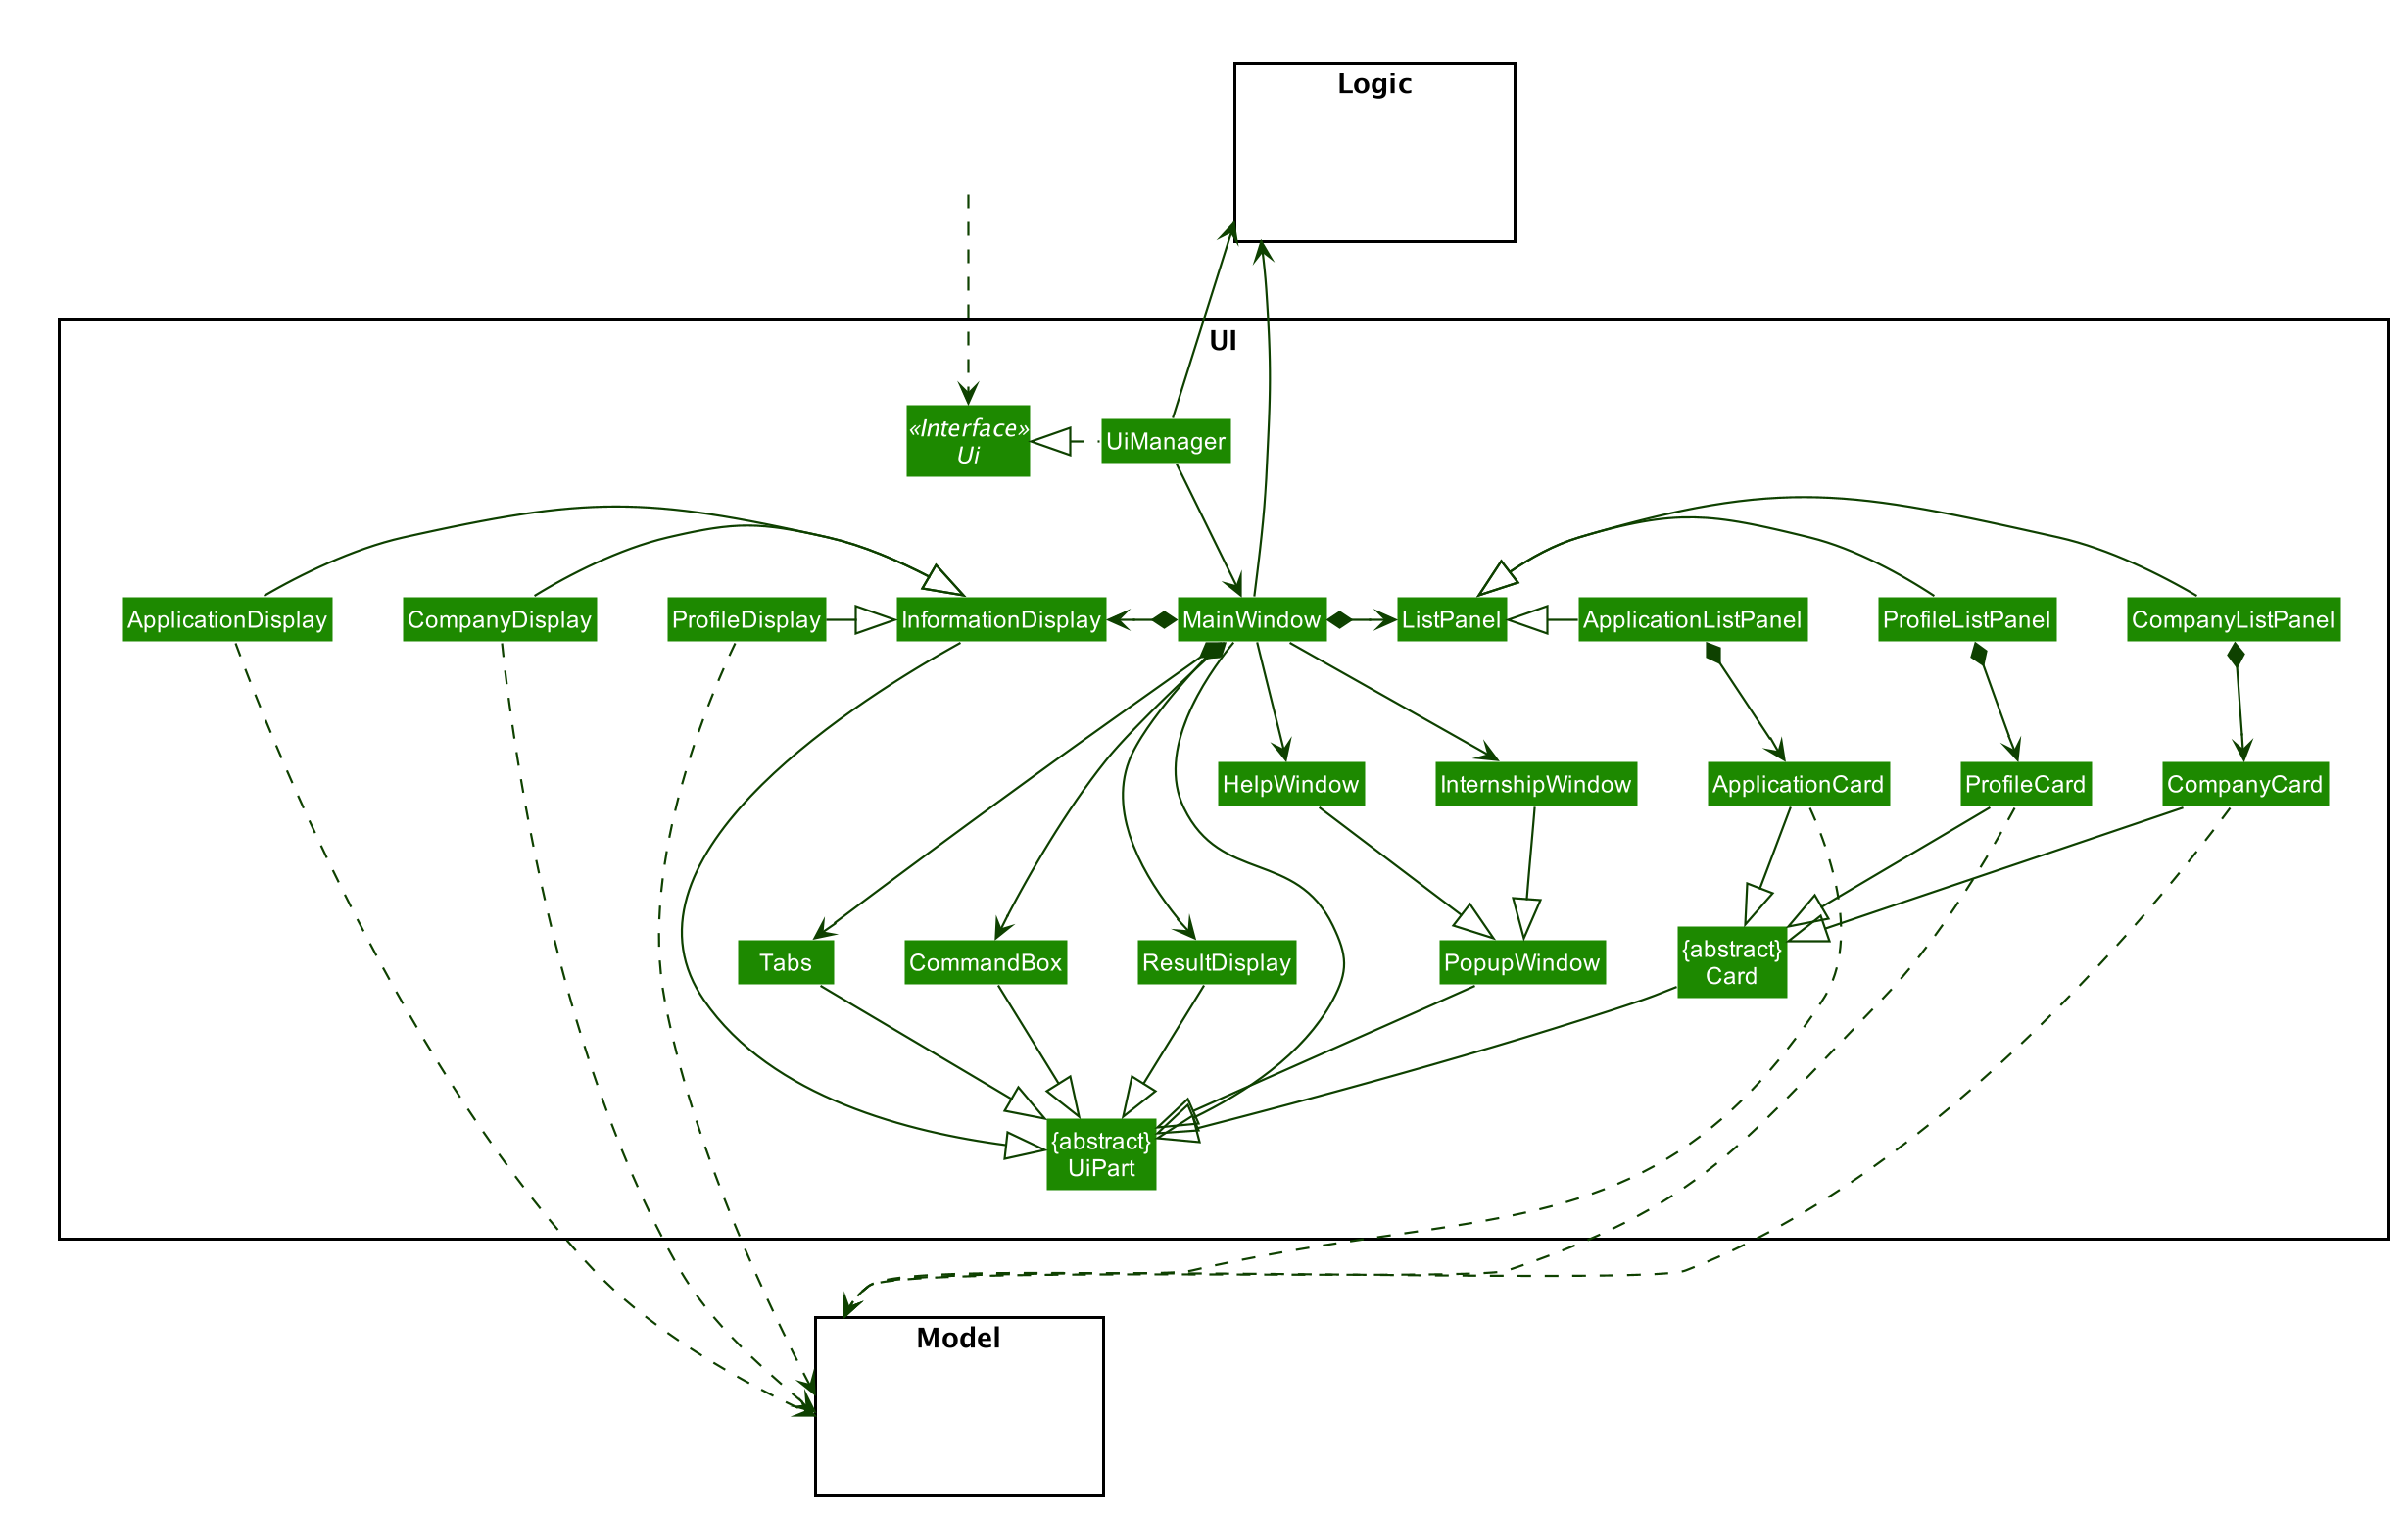 Logic
UI
«Interface»
Ui
UiManager
ApplicationDisplay
CompanyDisplay
ProfileDisplay
InformationDisplay
MainWindow
ListPanel
ApplicationListPanel
ProfileListPanel
CompanyListPanel
HelpWindow
InternshipWindow
ApplicationCard
ProfileCard
CompanyCard
Tabs
CommandBox
ResultDisplay
PopupWindow
{abstract}
Card
{abstract}
UiPart
Model